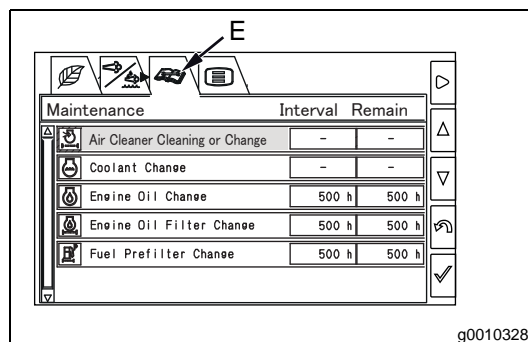 E
Maintenance Interval Remain
Air Cleaner Cleaning or Change - -
Coolant Change - -
Engine Oil Change 500 h 500 h
Engine Oil Filter Change 500 h 500 h
Fuel Prefilter Change 500 h 500 h
g0010328